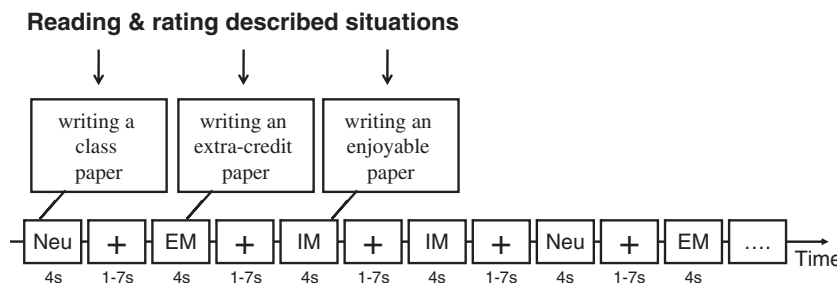 Reading & rating described situations
writing a
class
paper
writing an
extra-credit
paper
writing an
enjoyable
paper
Neu + EM + IM + IM + Neu + EM ....
Time
4s 1-7s 4s 1-7s 4s 1-7s 4s 1-7s 4s 1-7s 4s